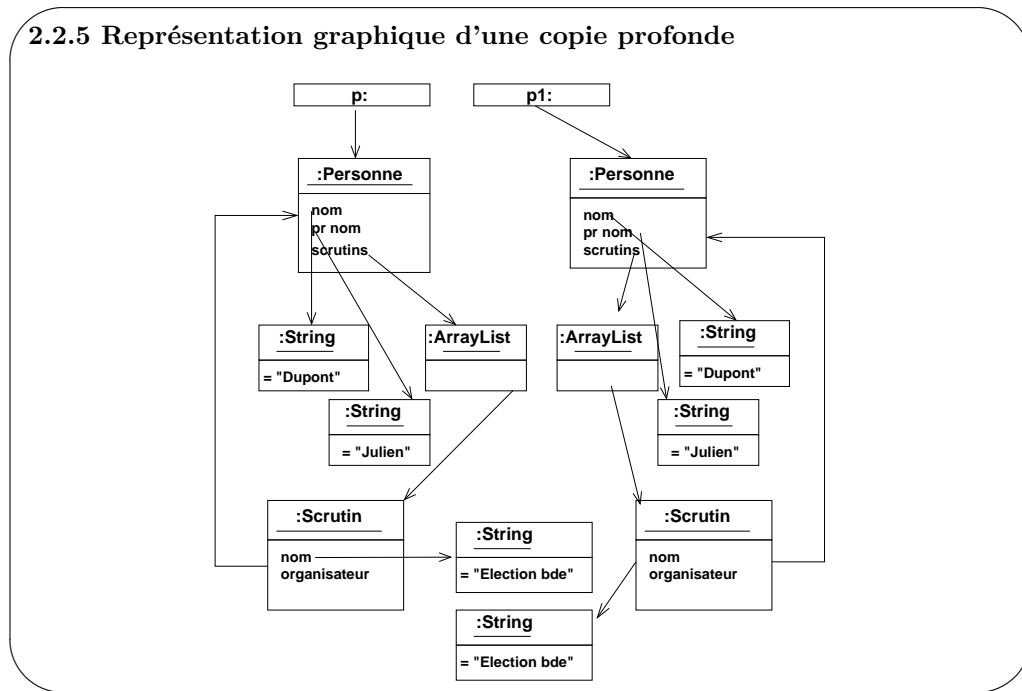 2.2.5 Représentation graphique d'une copie profonde
p:
p1:
:Personne
nom
pr nom
scrutins
:Personne
nom
pr nom
scrutins
:String
= "Dupont"
:ArrayList
:ArrayList
:String
= "Dupont"
:String
= "Julien"
:String
= "Julien"
:Scrutin
nom
organisateur
:String
= "Election bde"
:Scrutin
nom
organisateur
:String
= "Election bde"